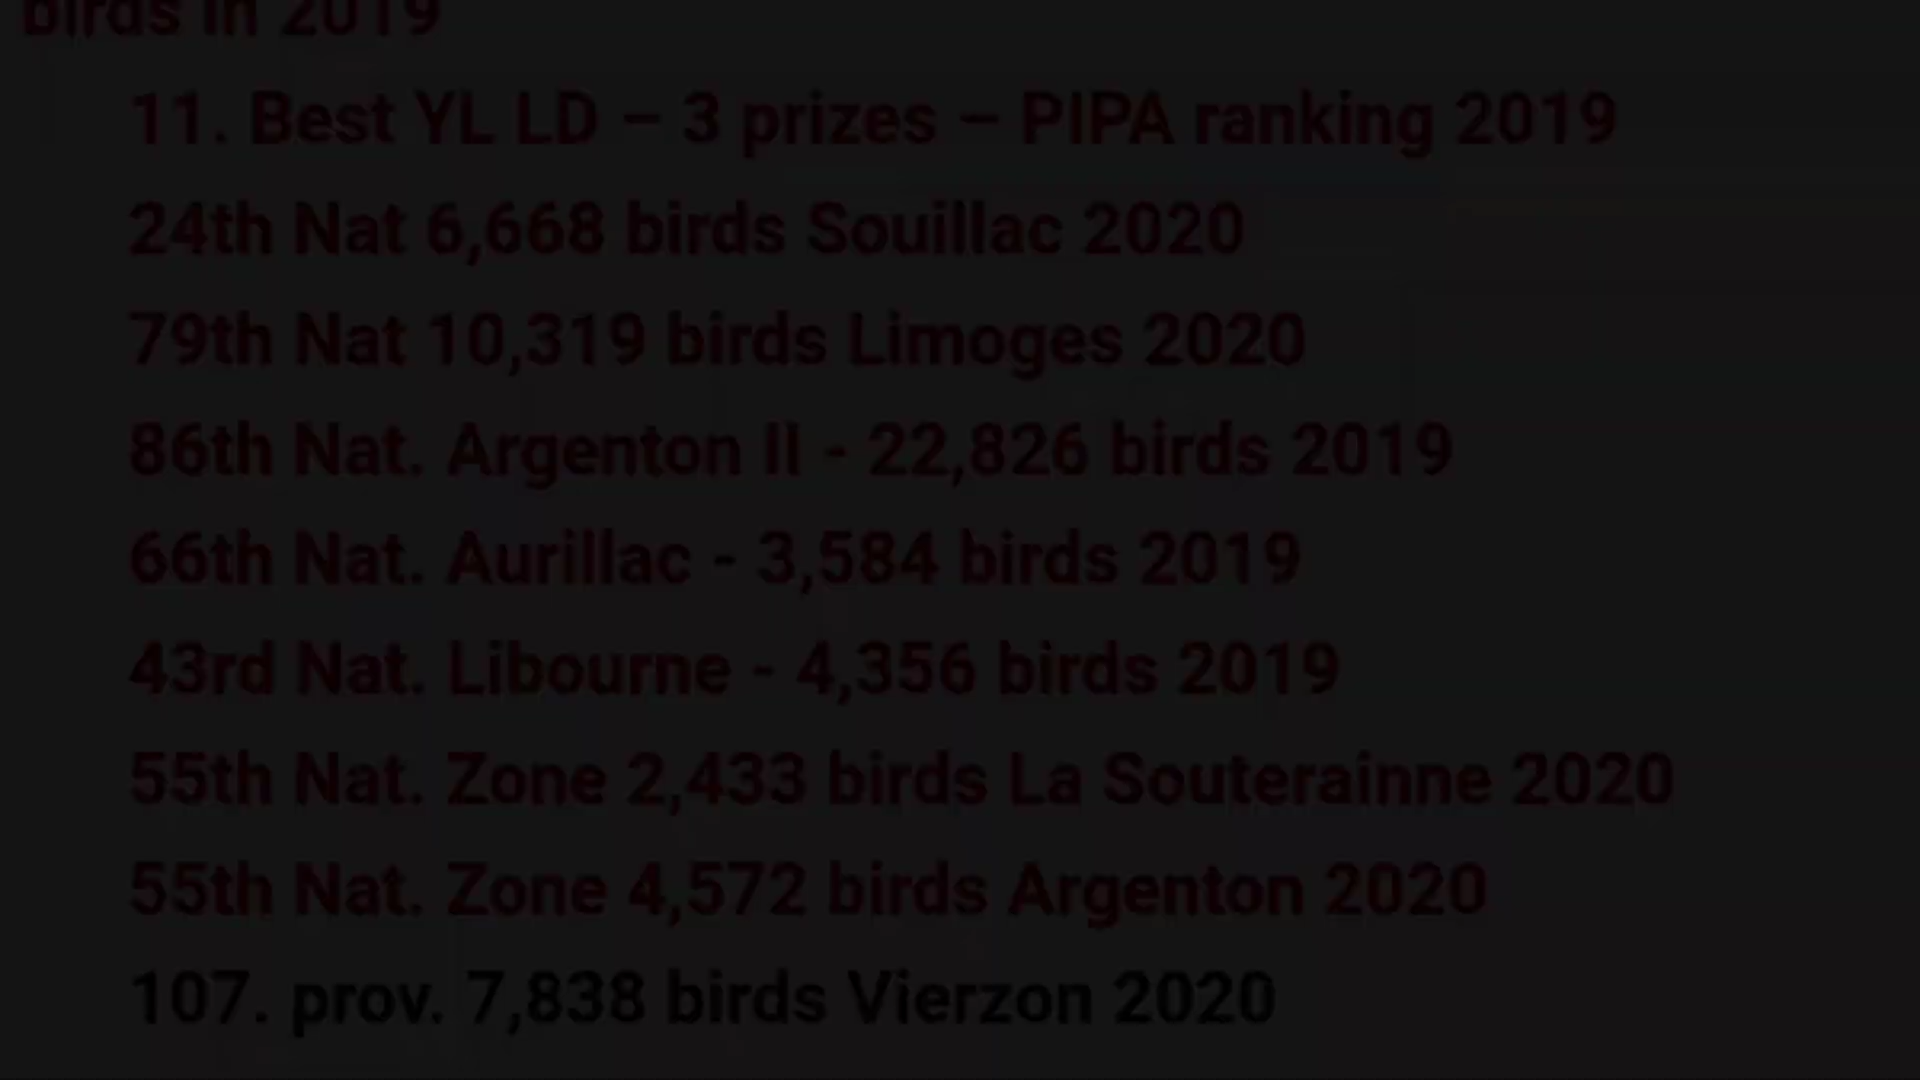 birds in 2019
11. Best YL LD – 3 prizes – PIPA ranking 2019
24th Nat 6,668 birds Souillac 2020
79th Nat 10,319 birds Limoges 2020
86th Nat. Argenton II - 22,826 birds 2019
66th Nat. Aurillac - 3,584 birds 2019
43rd Nat. Libourne - 4,356 birds 2019
55th Nat. Zone 2,433 birds La Souterainne 2020
55th Nat. Zone 4,572 birds Argenton 2020
107. prov. 7,838 birds Vierzon 2020